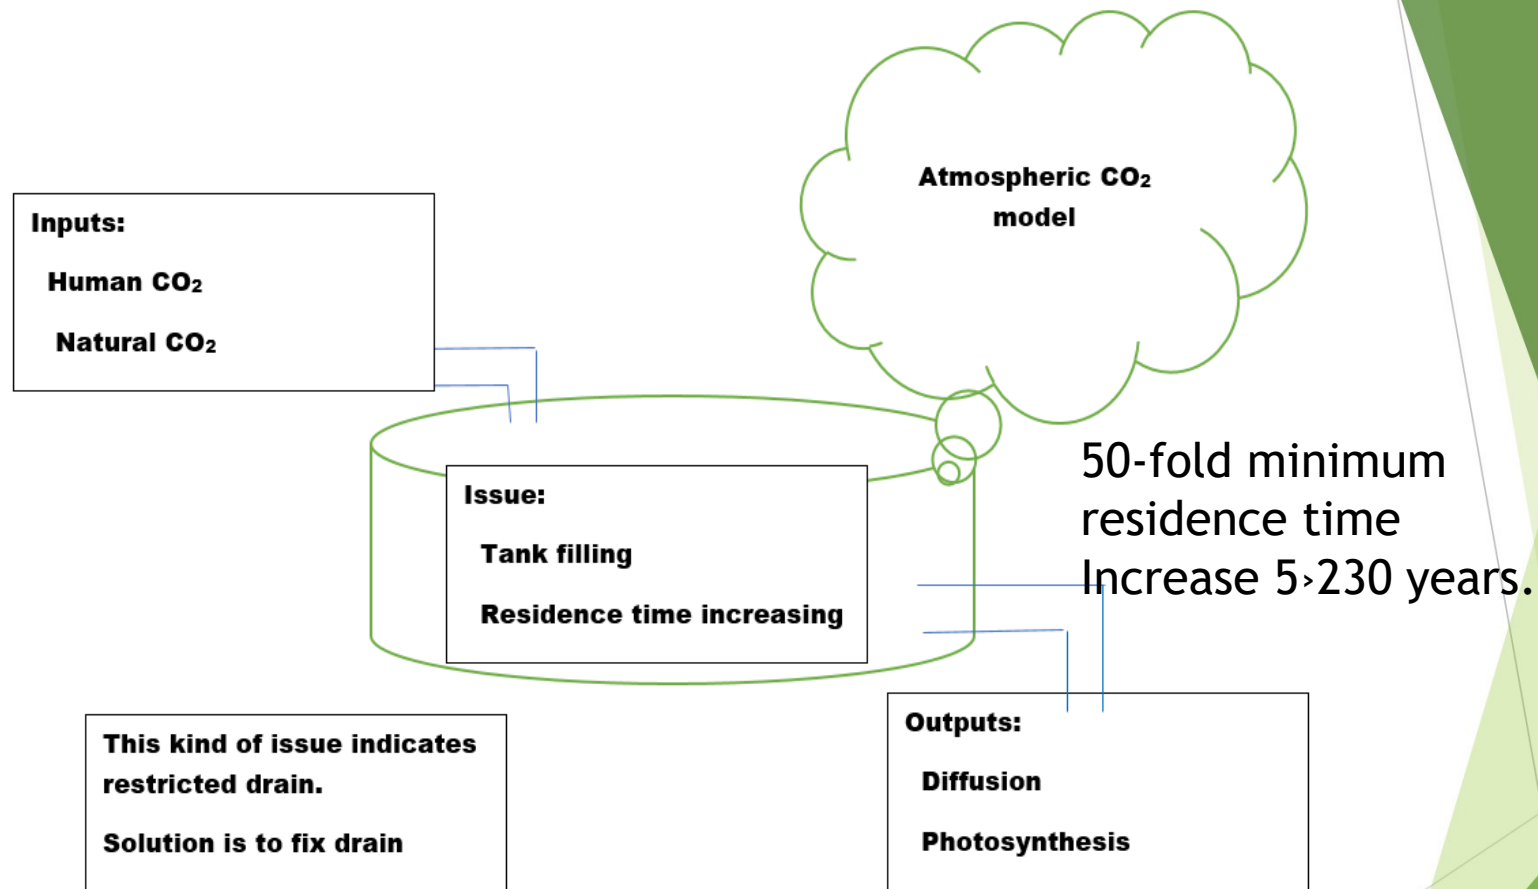 Atmospheric CO₂
model
Inputs:
Human CO₂
Natural CO₂
50-fold minimum
residence time
Increase 5›230 years.
Issue:
Tank filling
Residence time increasing
This kind of issue indicates
restricted drain.
Solution is to fix drain
Outputs:
Diffusion
Photosynthesis